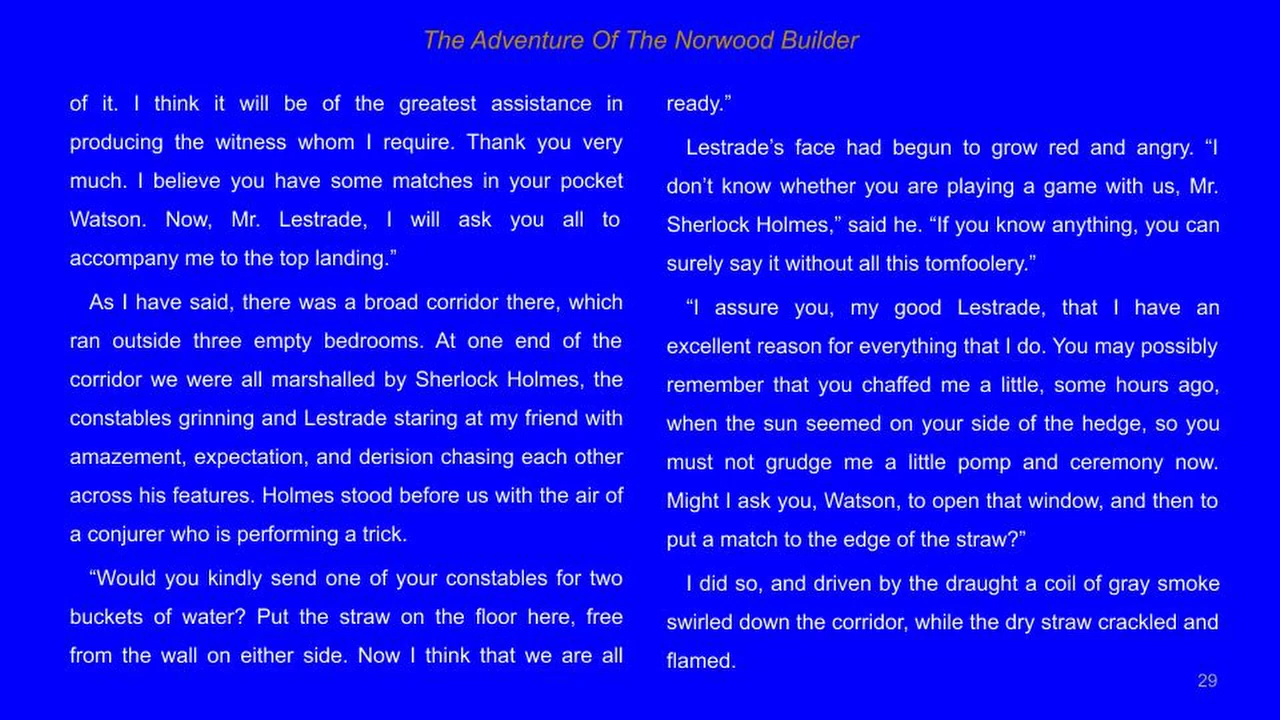 The Adventure Of The Norwood Builder
of it. I think it will be of the greatest assistance in
producing the witness whom I require. Thank you very
much. I believe you have some matches in your pocket
Watson. Now, Mr. Lestrade, I will ask you all to
accompany me to the top landing.”
As I have said, there was a broad corridor there, which
ran outside three empty bedrooms. At one end of the
corridor we were all marshalled by Sherlock Holmes, the
constables grinning and Lestrade staring at my friend with
amazement, expectation, and derision chasing each other
across his features. Holmes stood before us with the air of
a conjurer who is performing a trick.
“Would you kindly send one of your constables for two
buckets of water? Put the straw on the floor here, free
from the wall on either side. Now I think that we are all
ready.”
Lestrade’s face had begun to grow red and angry. “I
don’t know whether you are playing a game with us, Mr.
Sherlock Holmes,” said he. “If you know anything, you can
surely say it without all this tomfoolery.”
“I assure you, my good Lestrade, that I have an
excellent reason for everything that I do. You may possibly
remember that you chaffed me a little, some hours ago,
when the sun seemed on your side of the hedge, so you
must not grudge me a little pomp and ceremony now.
Might I ask you, Watson, to open that window, and then to
put a match to the edge of the straw?”
I did so, and driven by the draught a coil of gray smoke
swirled down the corridor, while the dry straw crackled and
flamed.
29